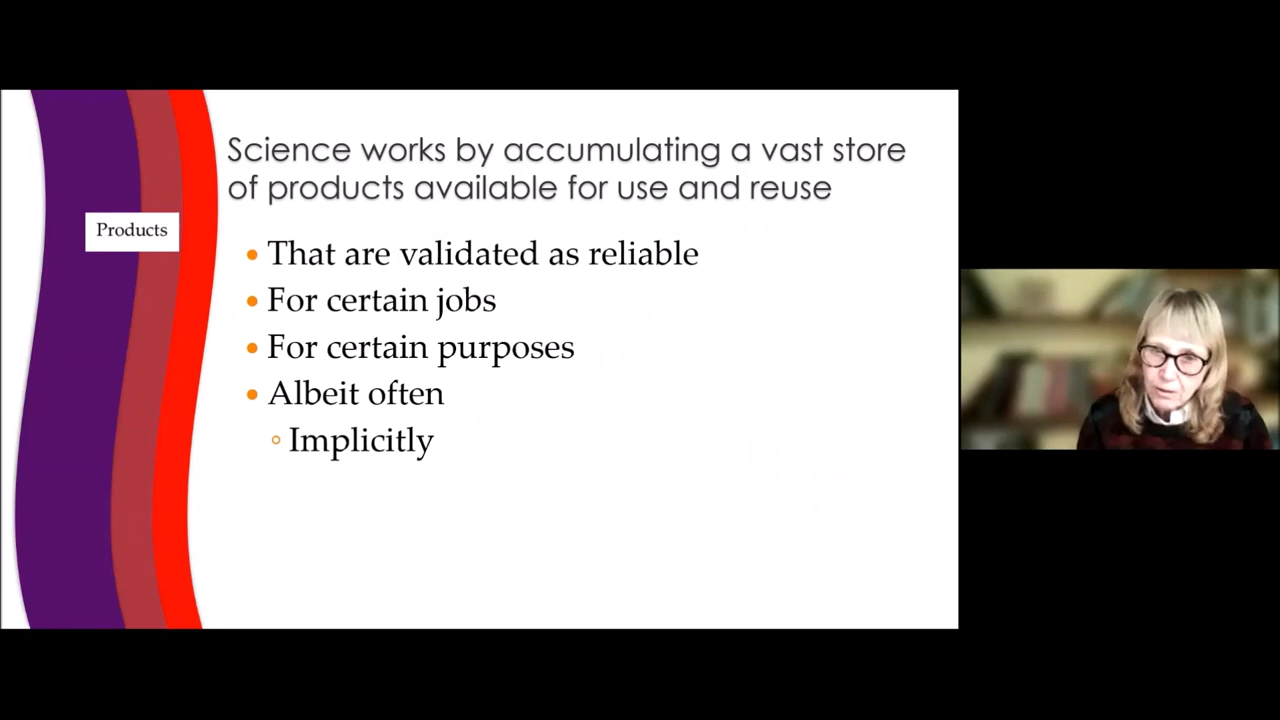 Science works by accumulating a vast store
of products available for use and reuse
Products
That are validated as reliable
For certain jobs
For certain purposes
Albeit often
Implicitly